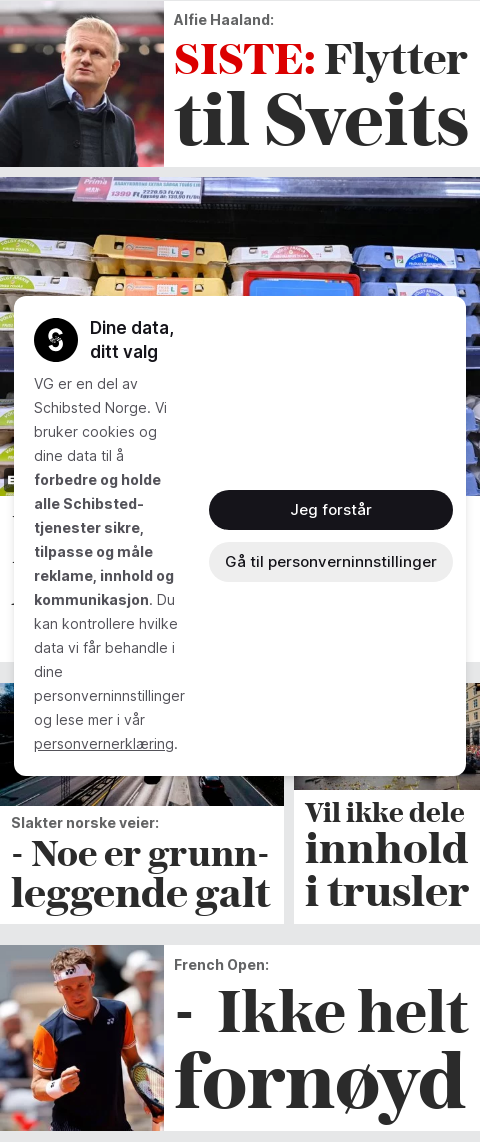 Alfie Haaland:
SISTE: Flytter
til Sveits
Dine data,
ditt valg
VG er en del av
Schibsted Norge. Vi
bruker cookies og
dine data til å
forbedre og holde
alle Schibsted-
tjenester sikre,
tilpasse og måle
reklame, innhold og
kommunikasjon. Du
kan kontrollere hvilke
data vi får behandle i
dine
personverninnstillinger
og lese mer i vår
personvernerklæring.
Jeg forstår
Gå til personverninnstillinger
Slakter norske veier:
- Noe er grunn-
leggende galt
Vil ikke dele
innhold
i trusler
French Open:
- Ikke helt
fornøyd